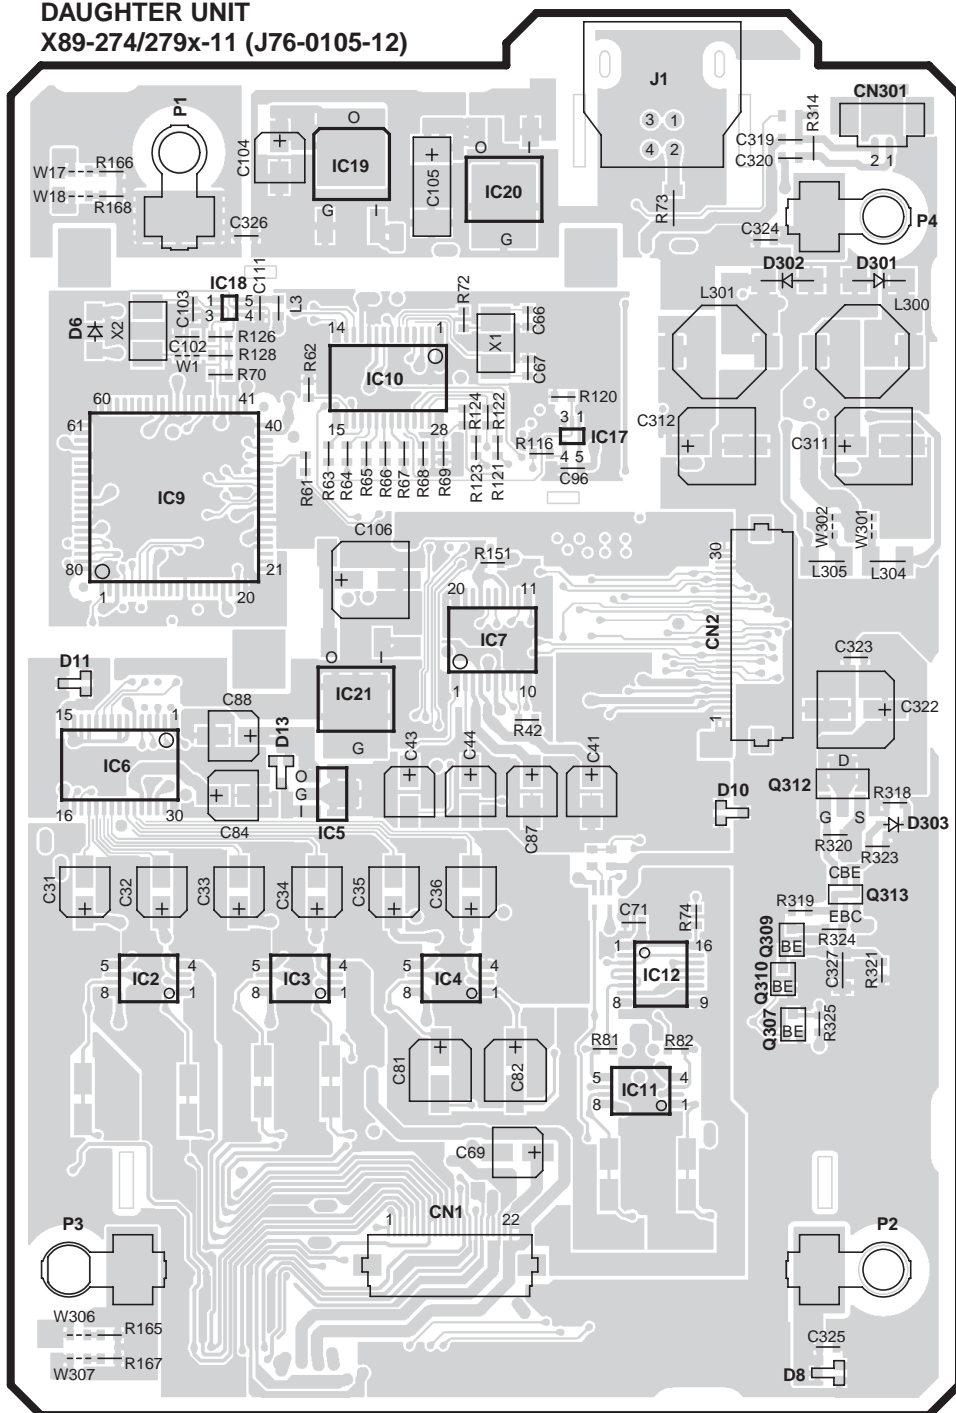 DAUGHTER UNIT
X89-274/279x-11 (J76-0105-12)
P1
C104
O
IC19
G
I
C105
O
I
IC20
G
J1
3
1
4
2
R73
CN301
R314
C319
C320
2
1
W17
R166
W18
R168
C326
C324
P4
D302
D301
IC18
C111
C103
1
5
3
4
L3
R72
C66
L301
L300
D6
X2
R126
C102
R128
W1
R70
14
1
X1
C67
R62
IC10
R120
60
41
15
28
R124
R122
3
1
IC17
C312
C311
61
40
R116
4
5
C96
R61
R63
R64
R65
R66
R67
R68
R69
R123
R121
IC9
C106
W302
W301
30
R151
80
21
1
20
20
11
L305
L304
CN2
IC7
D11
O
I
C323
IC21
1
10
C322
1
15
1
C88
D13
G
R42
C43
C44
C41
IC6
D
Q312
R318
O
G
I
D10
16
30
C84
IC5
C87
G
S
D303
R320
R323
CBE
C31
C32
C33
C34
C35
C36
Q313
R319
C71
R74
EBC
R324
Q309
BE
1
16
IC12
5
4
IC2
8
1
5
4
IC3
8
1
5
4
IC4
8
1
Q310
BE
C327
R321
8
9
Q307
BE
R325
C81
C82
R81
R82
5
4
IC11
8
1
C69
CN1
1
22
P3
P2
W306
R165
R167
W307
C325
D8